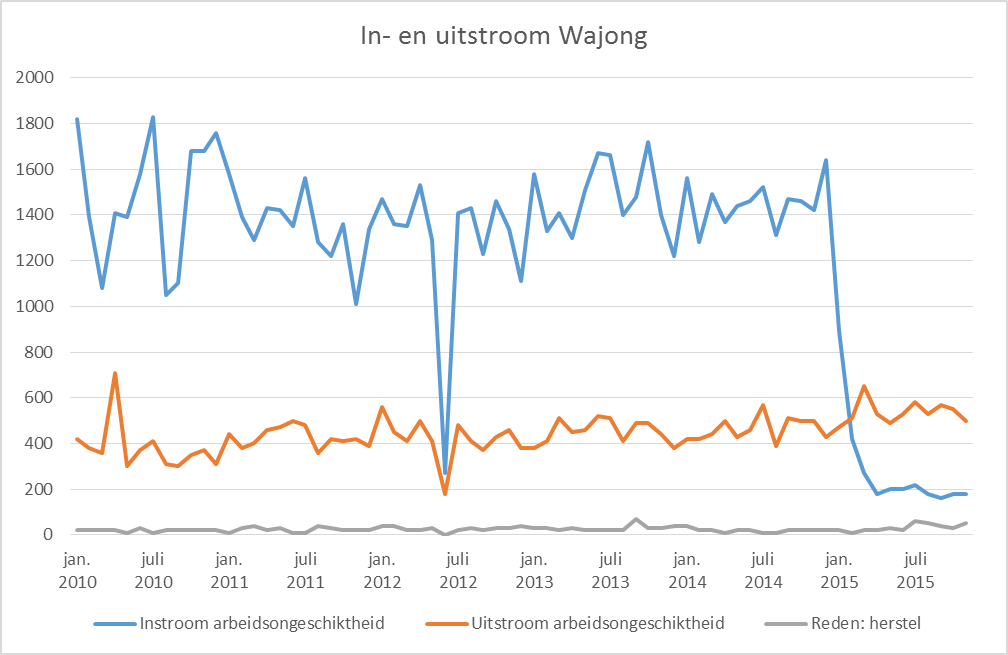 In- en uitstroom Wajong
2000
1800
1600
1400
1200
1000
800
600
400
200
0
jan. juli jan. juli jan. juli jan. juli jan. juli jan. juli
2010 2010 2011 2011 2012 2012 2013 2013 2014 2014 2015 2015
Instroom arbeidsongeschiktheid Uitstroom arbeidsongeschiktheid Reden: herstel